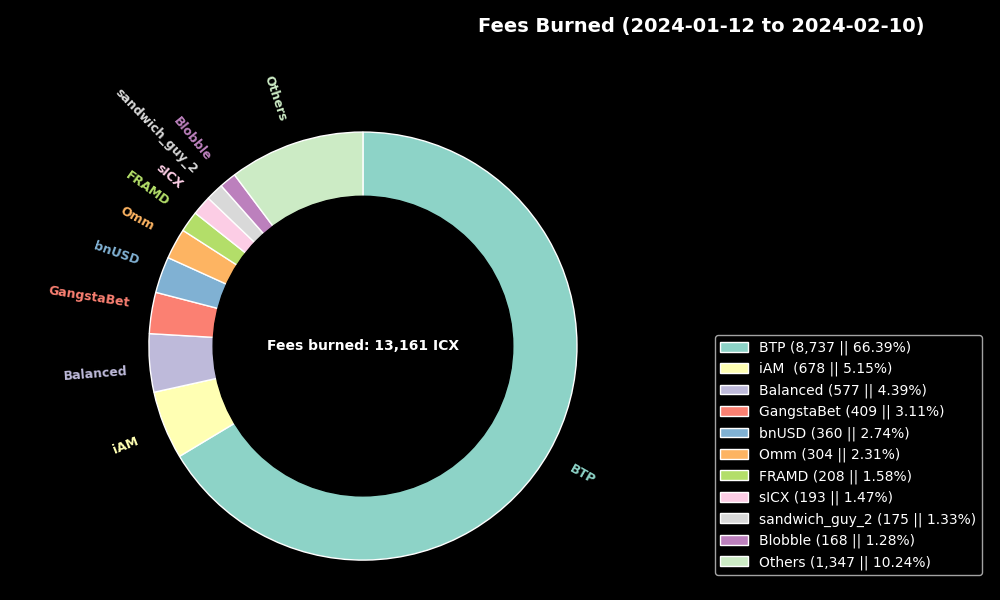 Fees Burned (2024-01-12 to 2024-02-10)
Others
Blobble
sandwich_guy_2
sICX
FRAMD
Omm
bnUSD
GangstaBet
Balanced
iAM
BTP
Fees burned: 13,161 ICX
BTP (8,737 || 66.39%)
iAM  (678 || 5.15%)
Balanced (577 || 4.39%)
GangstaBet (409 || 3.11%)
bnUSD (360 || 2.74%)
Omm (304 || 2.31%)
FRAMD (208 || 1.58%)
sICX (193 || 1.47%)
sandwich_guy_2 (175 || 1.33%)
Blobble (168 || 1.28%)
Others (1,347 || 10.24%)